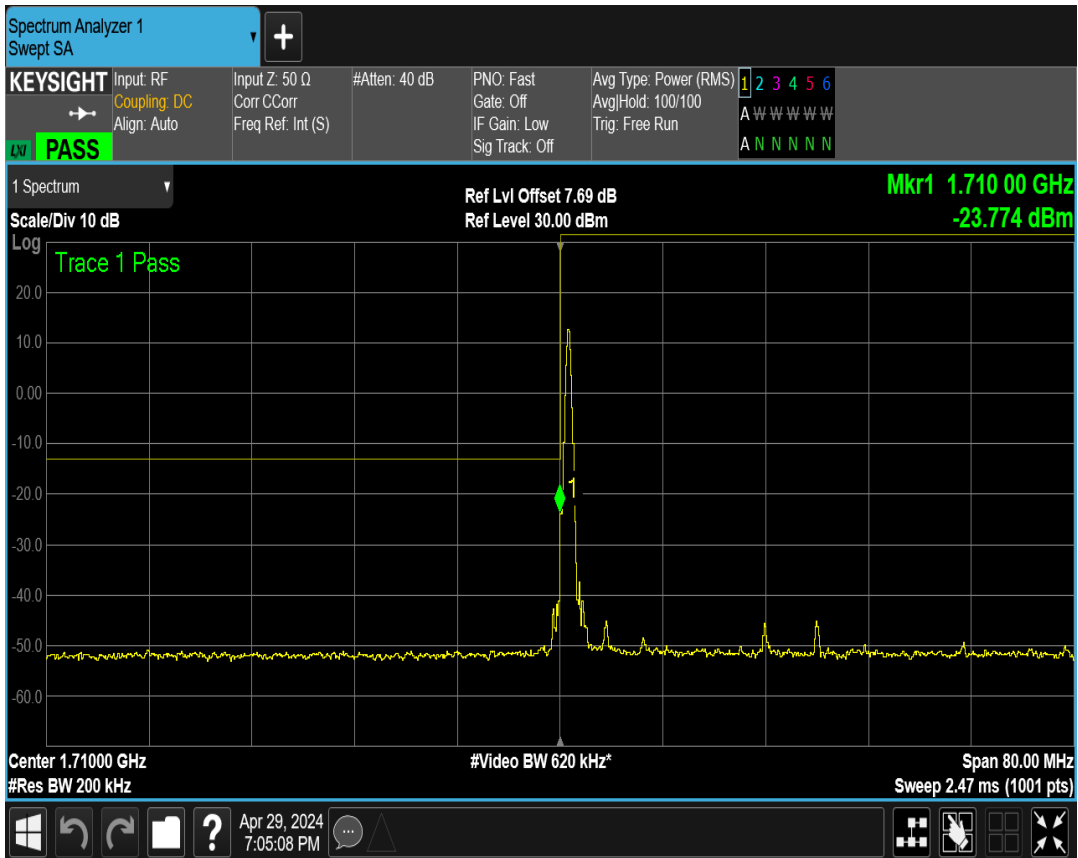 Spectrum Analyzer 1
Swept SA
+
KEYSIGHT
LXI PASS
Input: RF
Coupling: DC
Align: Auto
Input Z: 50 Ω
Corr CCorr
Freq Ref: Int (S)
#Atten: 40 dB
PNO: Fast
Gate: Off
IF Gain: Low
Sig Track: Off
Avg Type: Power (RMS)
Avg|Hold: 100/100
Trig: Free Run
1 2 3 4 5 6
A W W W W W
A N N N N N
1 Spectrum
Scale/Div 10 dB
Ref Lvl Offset 7.69 dB
Ref Level 30.00 dBm
Mkr1 1.710 00 GHz
-23.774 dBm
Log
Trace 1 Pass
20.0
10.0
0.00
-10.0
-20.0
-30.0
-40.0
-50.0
-60.0
Center 1.71000 GHz
#Res BW 200 kHz
#Video BW 620 kHz*
Span 80.00 MHz
Sweep 2.47 ms (1001 pts)
?
Apr 29, 2024
7:05:08 PM